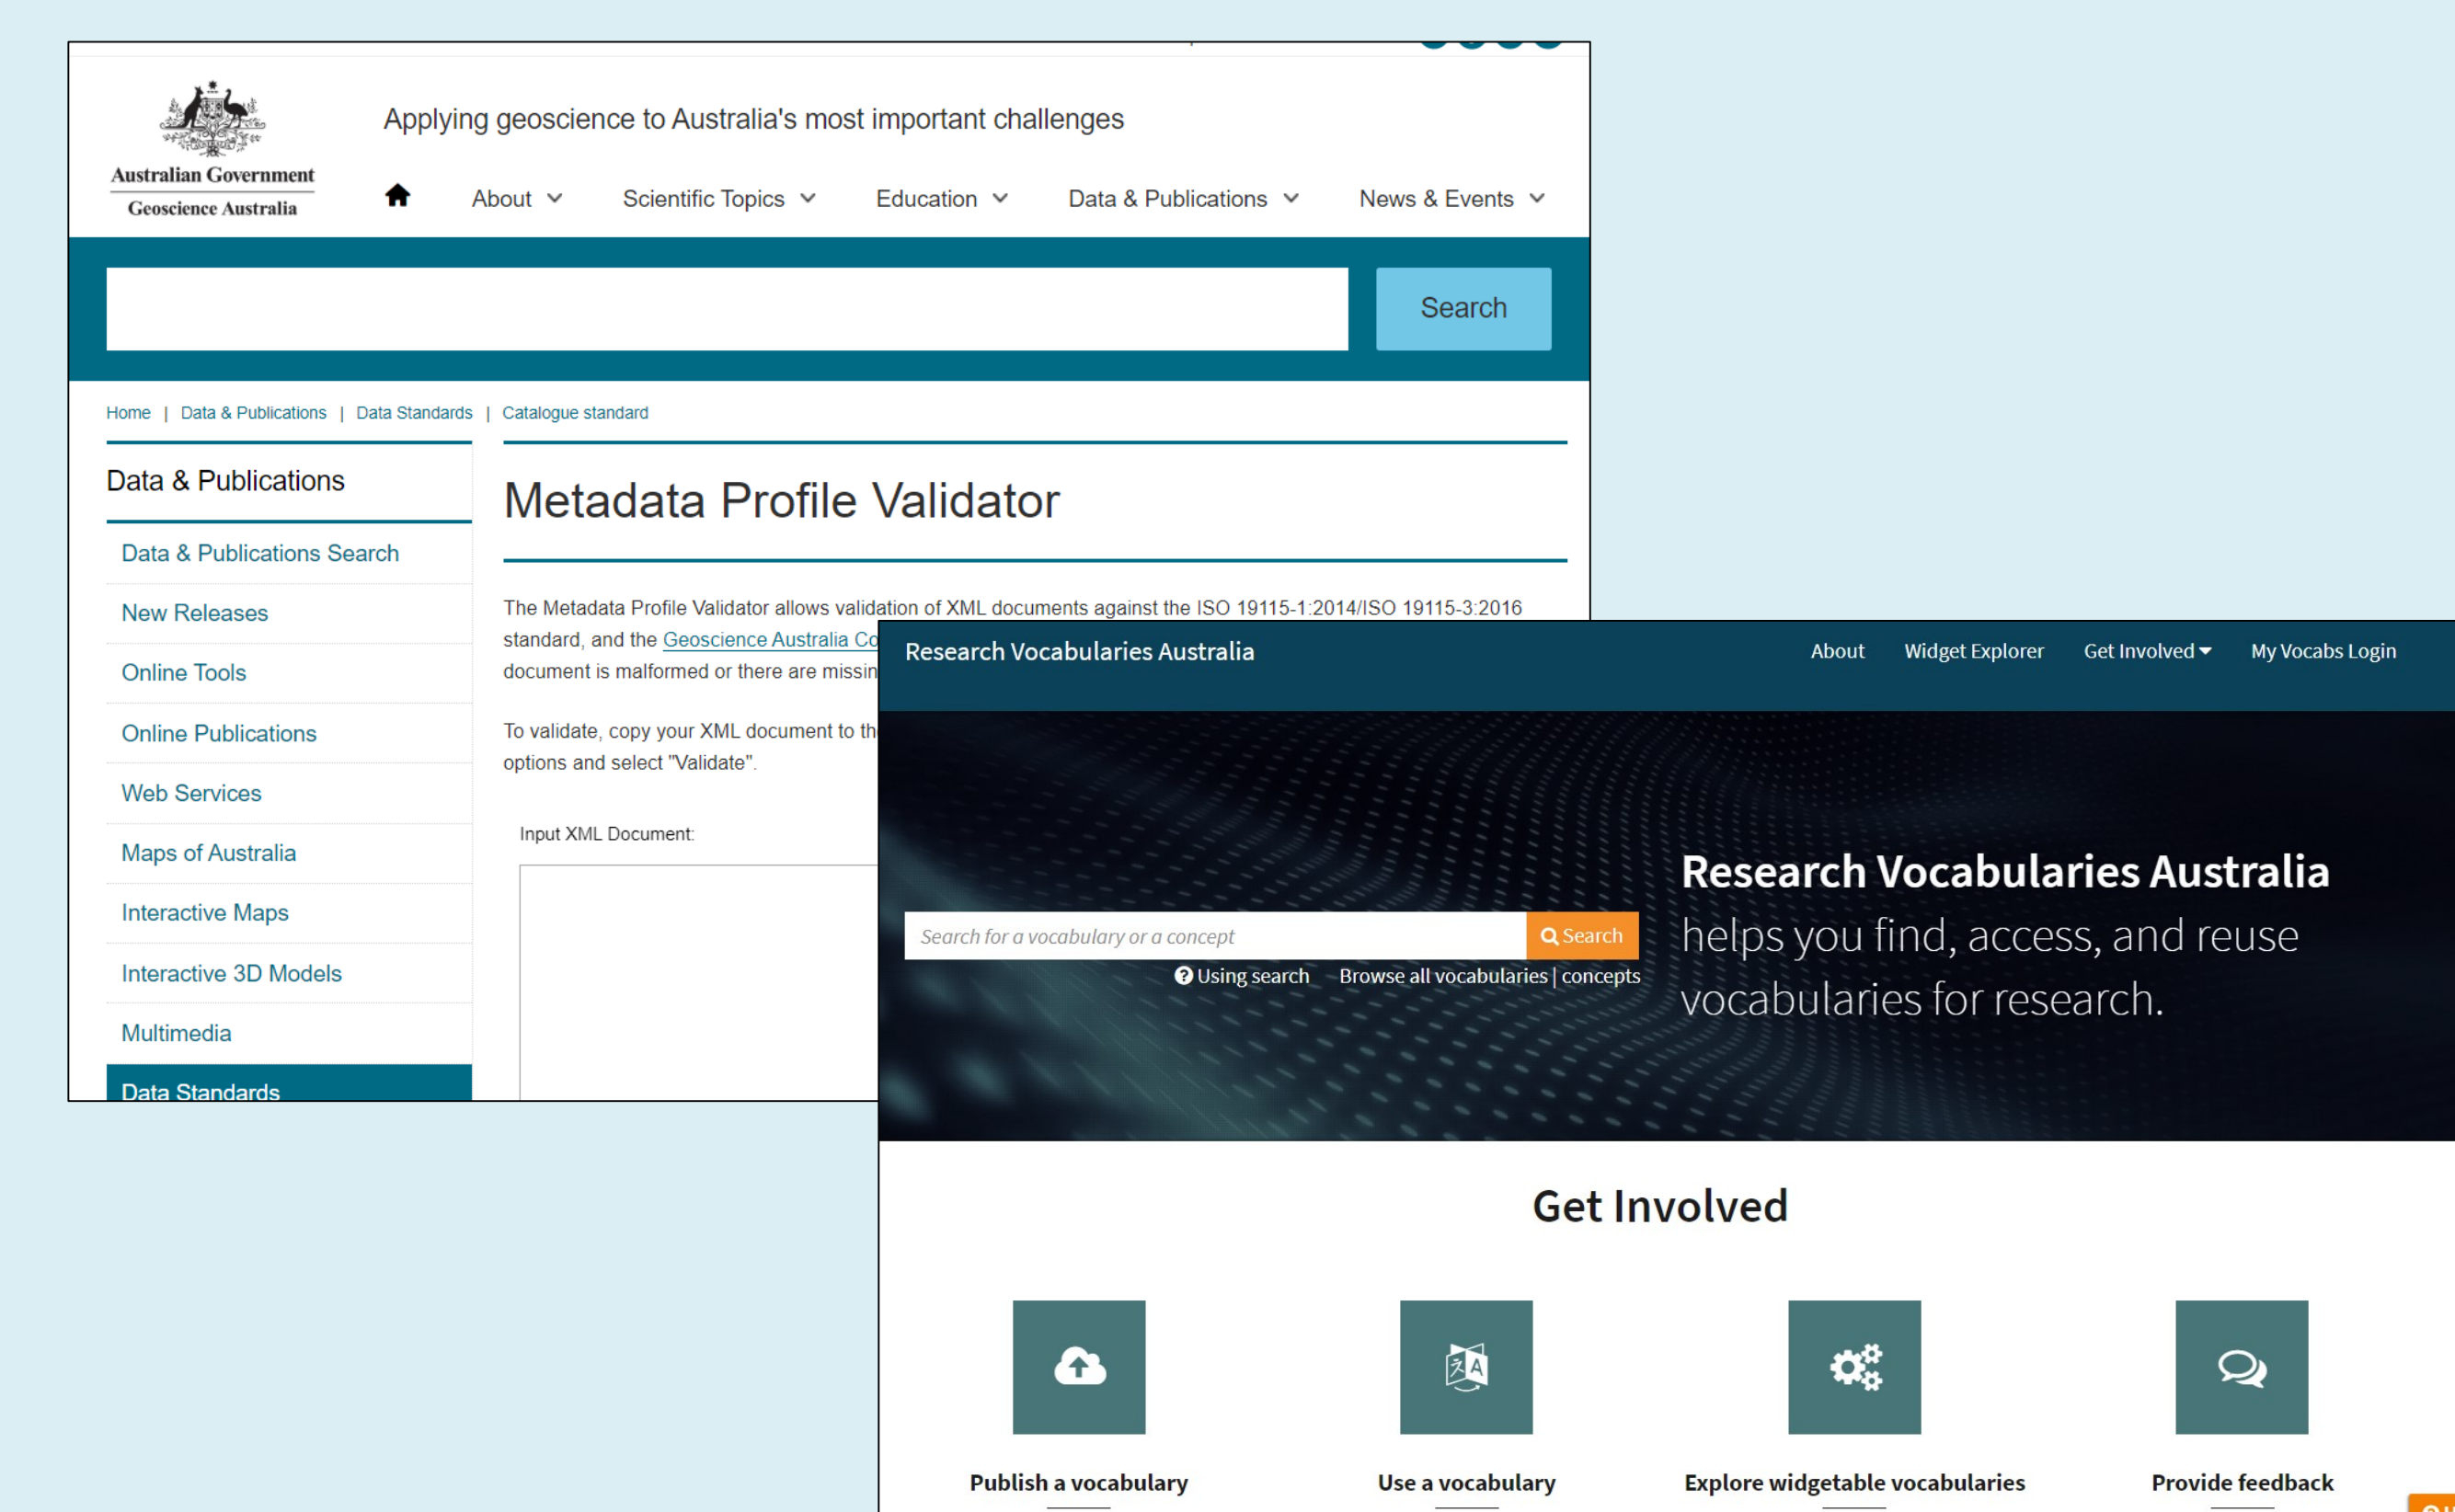 Applying geoscience to Australia's most important challenges
Australian Government
Geoscience Australia
About
Scientific Topics
Education
Data & Publications
News & Events
Search
Home | Data & Publications | Data Standards | Catalogue standard
Data & Publications
Data & Publications Search
New Releases
Online Tools
Online Publications
Web Services
Maps of Australia
Interactive Maps
Interactive 3D Models
Multimedia
Data Standards
Metadata Profile Validator
The Metadata Profile Validator allows validation of XML documents against the ISO 19115-1:2014/ISO 19115-3:2016
standard, and the Geoscience Australia Co
document is malformed or there are missin
To validate, copy your XML document to th
options and select "Validate".
Input XML Document:
Research Vocabularies Australia
About
Widget Explorer
Get Involved
My Vocabs Login
Search for a vocabulary or a concept
Search
Using search
Browse all vocabularies | concepts
Research Vocabularies Australia
helps you find, access, and reuse
vocabularies for research.
Get Involved
Publish a vocabulary
Use a vocabulary
Explore widgetable vocabularies
Provide feedback